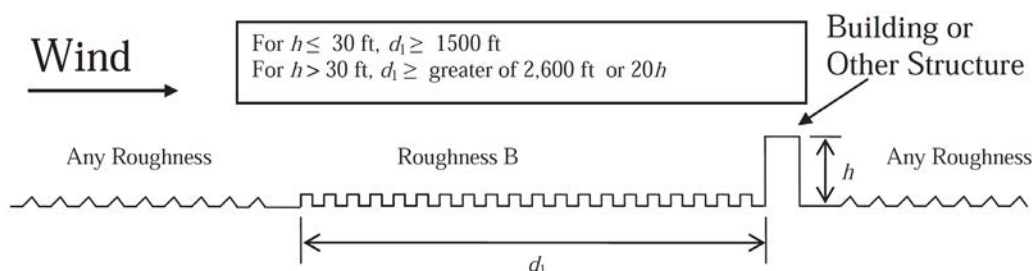 Wind
For h ≤ 30 ft, d₁ ≥ 1500 ft
For h > 30 ft, d₁ ≥ greater of 2,600 ft or 20h
Building or
Other Structure
Any Roughness
Roughness B
h
Any Roughness
d₁